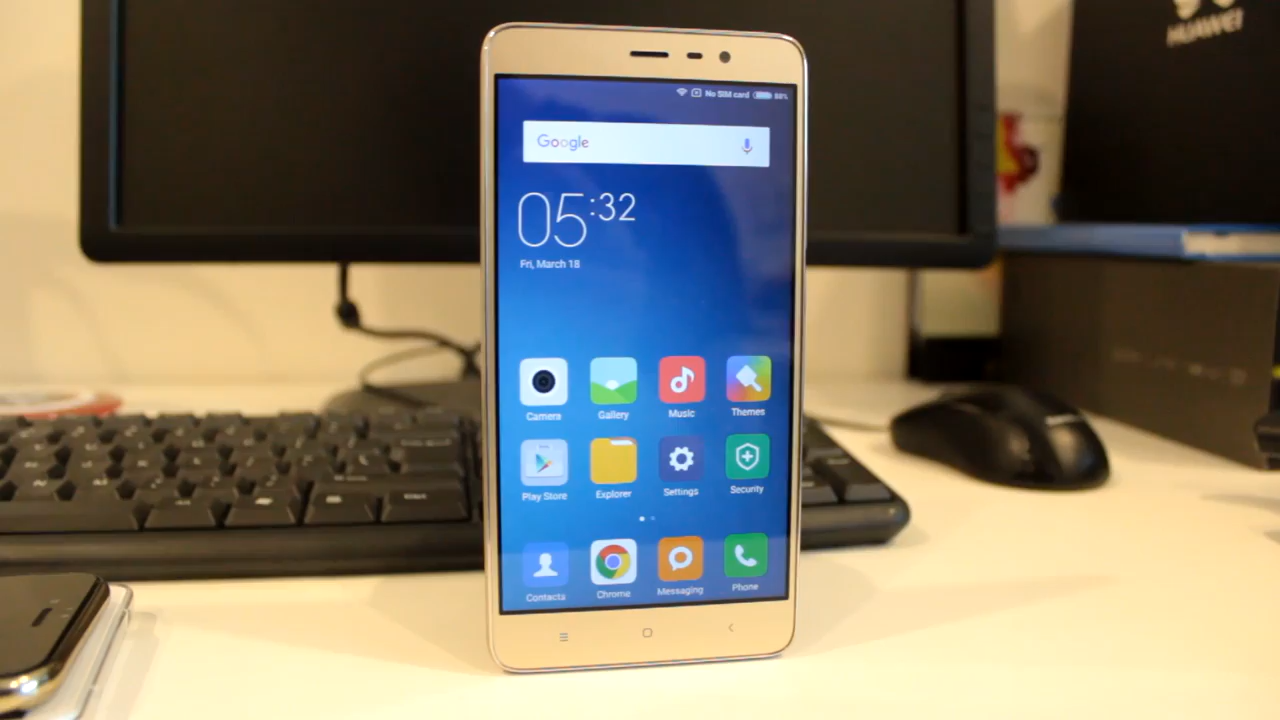 HUAWEI
No SIM card
Google
05:32
Fri, March 18
Camera
Gallery
Music
Themes
Play Store
Explorer
Settings
Security
Contacts
Chrome
Messaging
Phone